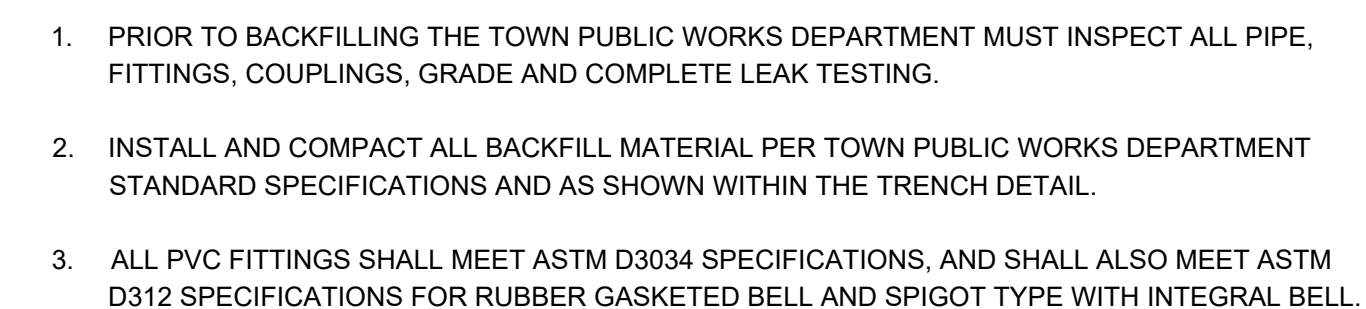 1. PRIOR TO BACKFILLING THE TOWN PUBLIC WORKS DEPARTMENT MUST INSPECT ALL PIPE,
FITTINGS, COUPLINGS, GRADE AND COMPLETE LEAK TESTING.
2. INSTALL AND COMPACT ALL BACKFILL MATERIAL PER TOWN PUBLIC WORKS DEPARTMENT
STANDARD SPECIFICATIONS AND AS SHOWN WITHIN THE TRENCH DETAIL.
3. ALL PVC FITTINGS SHALL MEET ASTM D3034 SPECIFICATIONS, AND SHALL ALSO MEET ASTM
D312 SPECIFICATIONS FOR RUBBER GASKETED BELL AND SPIGOT TYPE WITH INTEGRAL BELL.